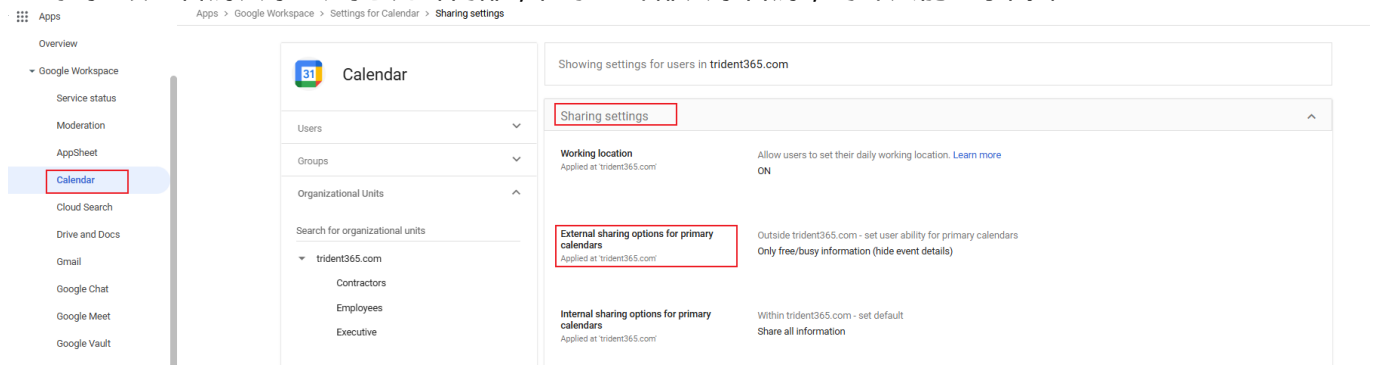 Apps
Apps > Google Workspace > Settings for Calendar > Sharing settings
Overview
Google Workspace
Service status
Moderation
AppSheet
Calendar
Cloud Search
Drive and Docs
Gmail
Google Chat
Google Meet
Google Vault
31 Calendar
Users
Groups
Organizational Units
Search for organizational units
trident365.com
Contractors
Employees
Executive
Showing settings for users in trident365.com
Sharing settings
Working location
Applied at 'trident365.com'
Allow users to set their daily working location. Learn more
ON
External sharing options for primary
calendars
Applied at 'trident365.com'
Outside trident365.com - set user ability for primary calendars
Only free/busy information (hide event details)
Internal sharing options for primary
calendars
Applied at 'trident365.com'
Within trident365.com - set default
Share all information